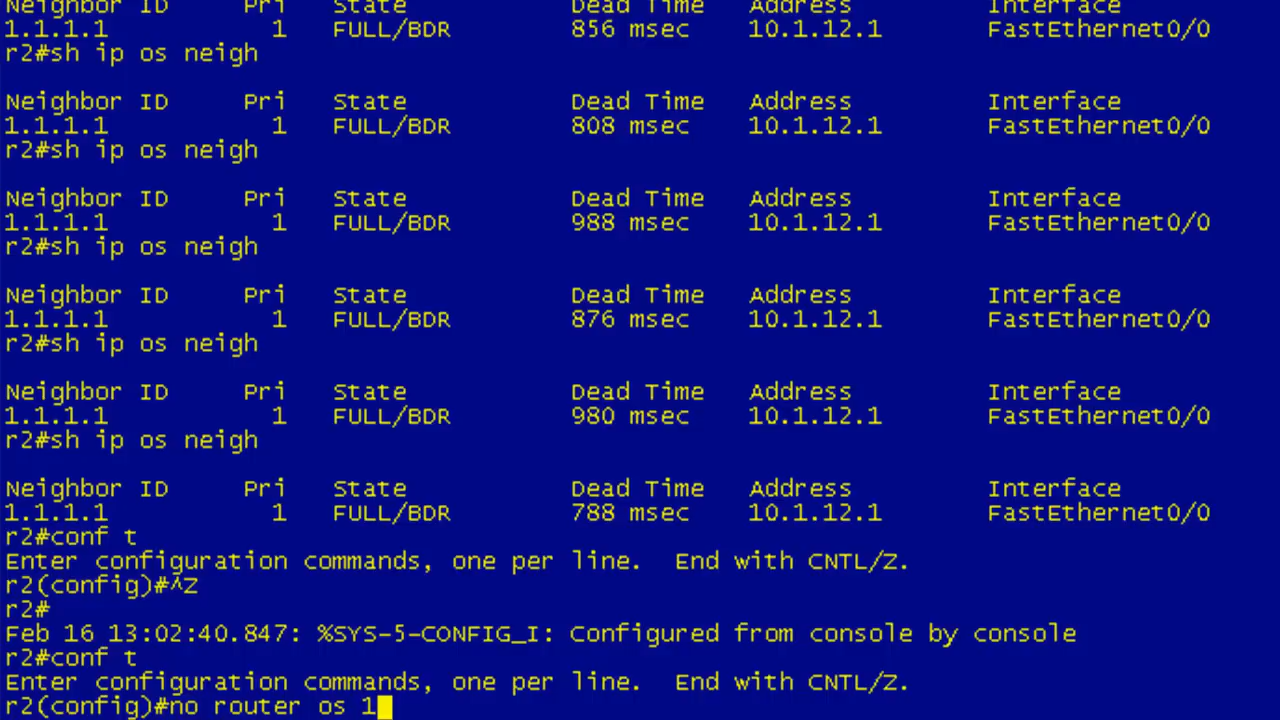 Neighbor ID     Pri   State           Dead Time   Address         Interface
1.1.1.1           1   FULL/BDR        856 msec    10.1.12.1       FastEthernet0/0
r2#sh ip os neigh

Neighbor ID     Pri   State           Dead Time   Address         Interface
1.1.1.1           1   FULL/BDR        808 msec    10.1.12.1       FastEthernet0/0
r2#sh ip os neigh

Neighbor ID     Pri   State           Dead Time   Address         Interface
1.1.1.1           1   FULL/BDR        988 msec    10.1.12.1       FastEthernet0/0
r2#sh ip os neigh

Neighbor ID     Pri   State           Dead Time   Address         Interface
1.1.1.1           1   FULL/BDR        876 msec    10.1.12.1       FastEthernet0/0
r2#sh ip os neigh

Neighbor ID     Pri   State           Dead Time   Address         Interface
1.1.1.1           1   FULL/BDR        980 msec    10.1.12.1       FastEthernet0/0
r2#sh ip os neigh

Neighbor ID     Pri   State           Dead Time   Address         Interface
1.1.1.1           1   FULL/BDR        788 msec    10.1.12.1       FastEthernet0/0
r2#conf t
Enter configuration commands, one per line.  End with CNTL/Z.
r2(config)#^Z
r2#
Feb 16 13:02:40.847: %SYS-5-CONFIG_I: Configured from console by console
r2#conf t
Enter configuration commands, one per line.  End with CNTL/Z.
r2(config)#no router os 1